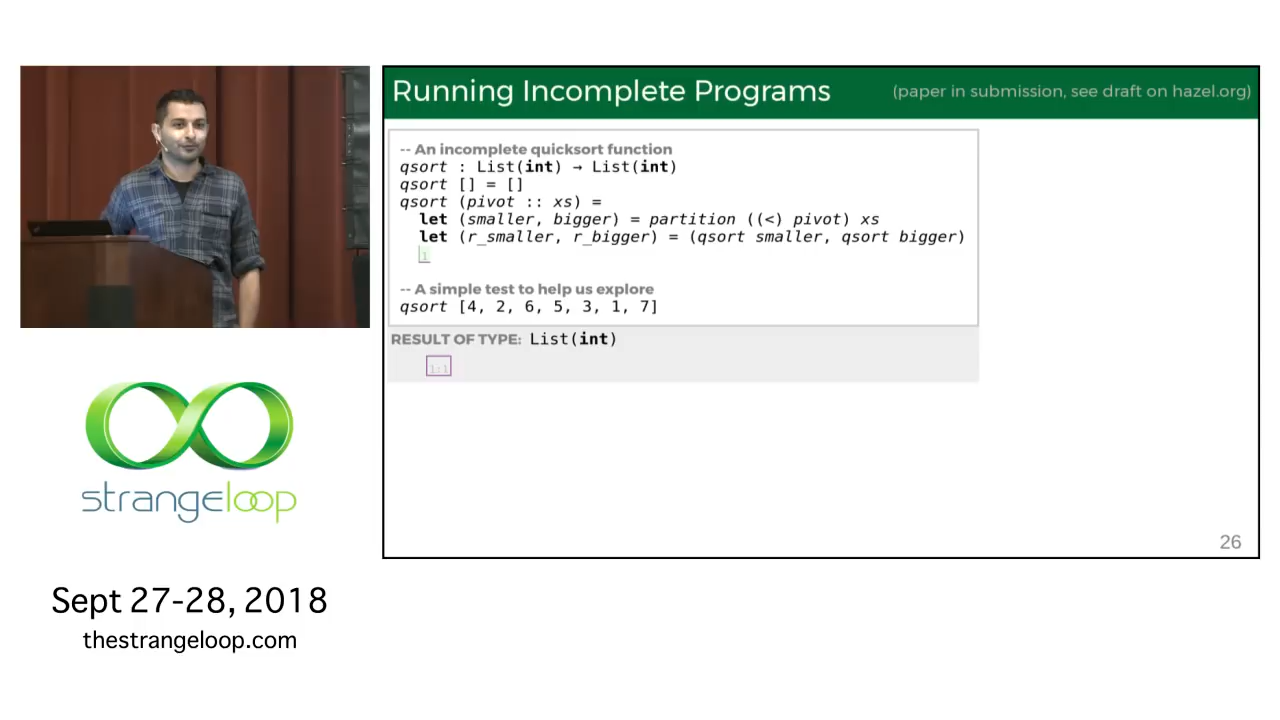 Running Incomplete Programs
(paper in submission, see draft on hazel.org)
-- An incomplete quicksort function
qsort : List(int) → List(int)
qsort [] = []
qsort (pivot :: xs) =
let (smaller, bigger) = partition ((<) pivot) xs
let (r_smaller, r_bigger) = (qsort smaller, qsort bigger)
1
-- A simple test to help us explore
qsort [4, 2, 6, 5, 3, 1, 7]
RESULT OF TYPE: List(int)
1:1
26
strangeloop
Sept 27-28, 2018
thestrangeloop.com